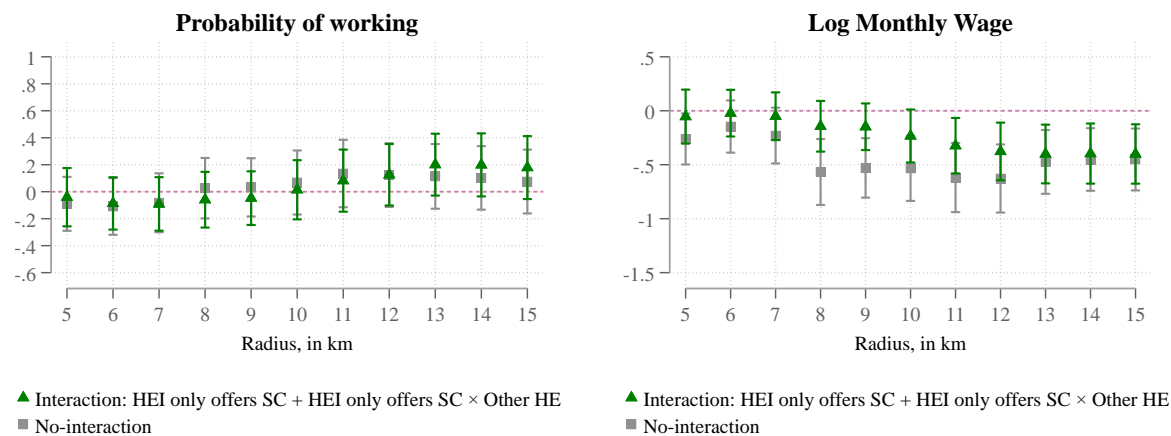 Probability of working
1
.8
.6
.4
.2
0
-.2
-.4
-.6
5 6 7 8 9 10 11 12 13 14 15
Radius, in km
Interaction: HEI only offers SC + HEI only offers SC × Other HE
No-interaction
Log Monthly Wage
.5
0
-.5
-1
-1.5
5 6 7 8 9 10 11 12 13 14 15
Radius, in km
Interaction: HEI only offers SC + HEI only offers SC × Other HE
No-interaction